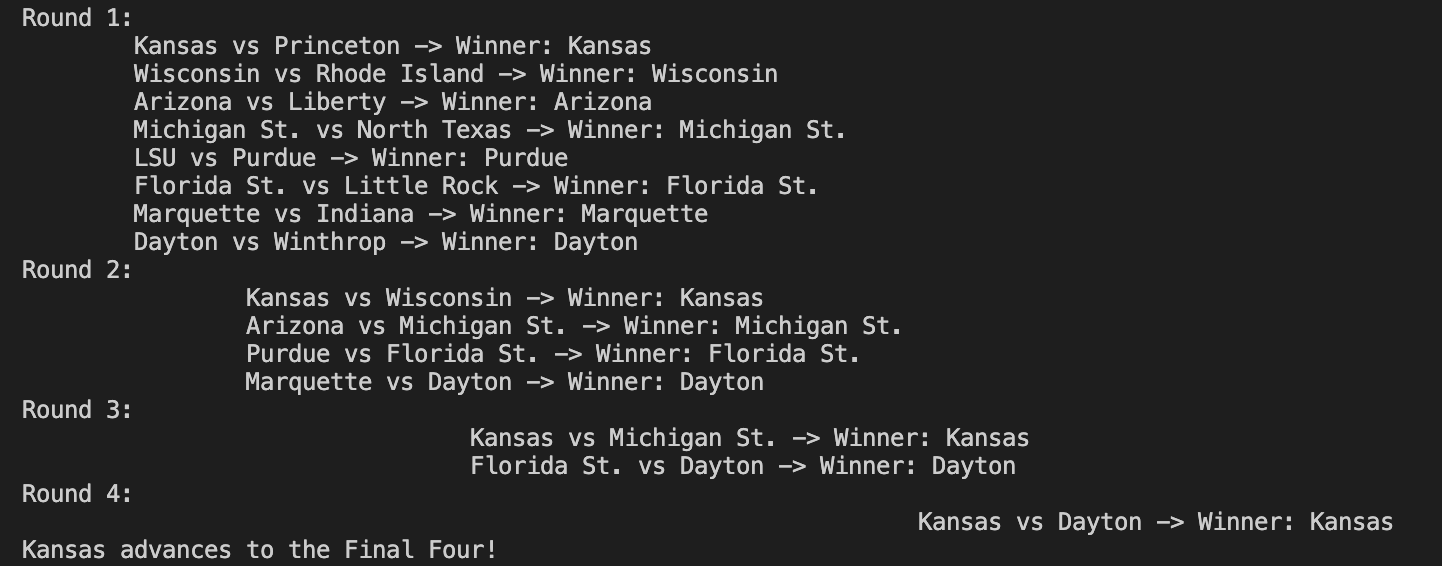 Round 1:
Kansas vs Princeton -> Winner: Kansas
Wisconsin vs Rhode Island -> Winner: Wisconsin
Arizona vs Liberty -> Winner: Arizona
Michigan St. vs North Texas -> Winner: Michigan St.
LSU vs Purdue -> Winner: Purdue
Florida St. vs Little Rock -> Winner: Florida St.
Marquette vs Indiana -> Winner: Marquette
Dayton vs Winthrop -> Winner: Dayton
Round 2:
Kansas vs Wisconsin -> Winner: Kansas
Arizona vs Michigan St. -> Winner: Michigan St.
Purdue vs Florida St. -> Winner: Florida St.
Marquette vs Dayton -> Winner: Dayton
Round 3:
Kansas vs Michigan St. -> Winner: Kansas
Florida St. vs Dayton -> Winner: Dayton
Round 4:
Kansas vs Dayton -> Winner: Kansas
Kansas advances to the Final Four!